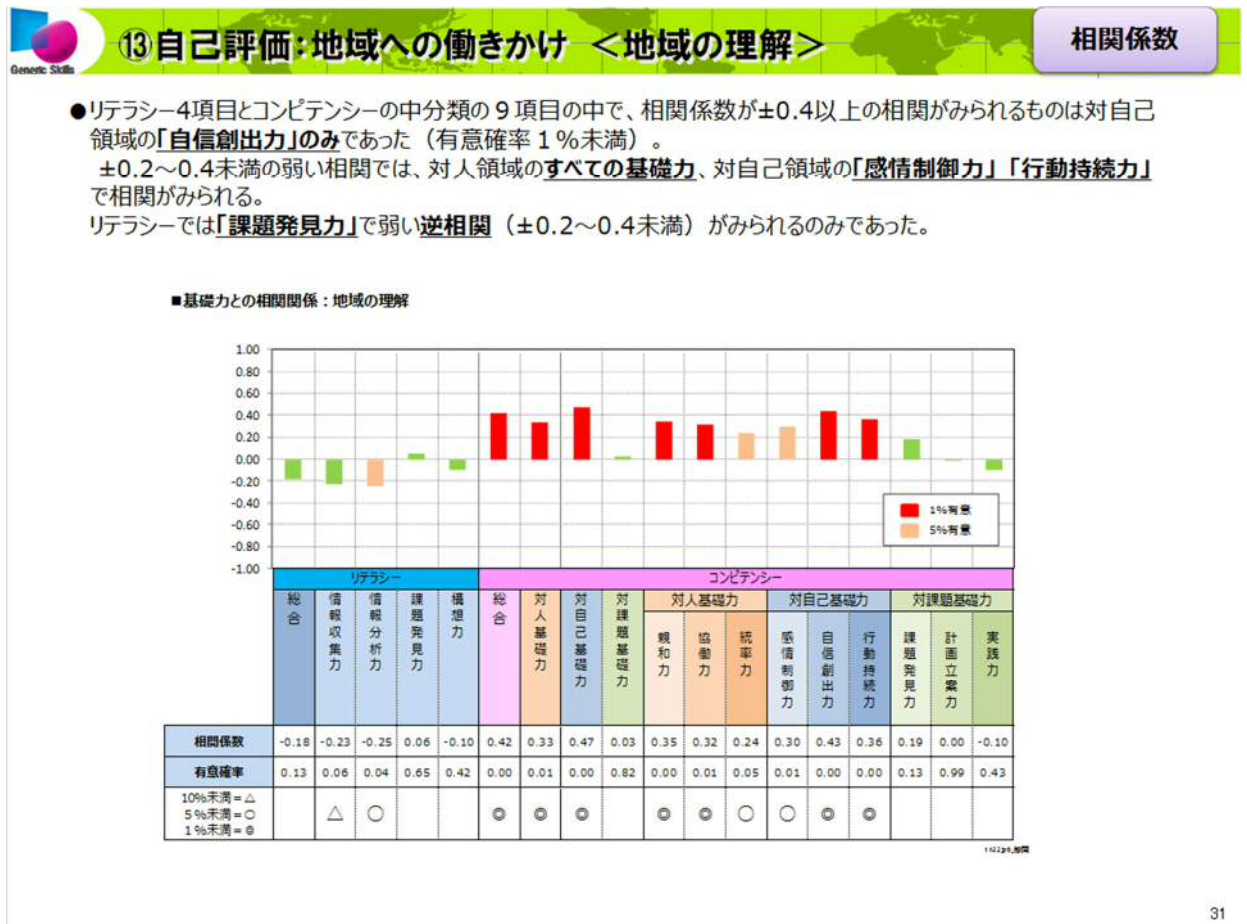 Generic Skills
⑬自己評価:地域への働きかけ ＜地域の理解＞
相関係数
●リテラシー4項目とコンピテンシーの中分類の９項目の中で、相関係数が±0.4以上の相関がみられるものは対自己
領域の「自信創出力」のみであった（有意確率１％未満）。
±0.2～0.4未満の弱い相関では、対人領域のすべての基礎力、対自己領域の「感情制御力」「行動持続力」
で相関がみられる。
リテラシーでは「課題発見力」で弱い逆相関（±0.2～0.4未満）がみられるのみであった。
■基礎力との相関関係：地域の理解
1.00
0.80
0.60
0.40
0.20
0.00
-0.20
-0.40
-0.60
-0.80
-1.00
1%有意
5%有意
リテラシー コンピテンシー
総合 情報収集力 情報分析力 課題発見力 構想力 総合 対人基礎力 対自己基礎力 対課題基礎力 対人基礎力 対自己基礎力 対課題基礎力
親和力 協働力 統率力 感情制御力 自信創出力 行動持続力 課題発見力 計画立案力 実践力
相関係数 -0.18 -0.23 -0.25 0.06 -0.10 0.42 0.33 0.47 0.03 0.35 0.32 0.24 0.30 0.43 0.36 0.19 0.00 -0.10
有意確率 0.13 0.06 0.04 0.65 0.42 0.00 0.01 0.00 0.82 0.00 0.01 0.05 0.01 0.00 0.00 0.13 0.99 0.43
10%未満＝△
5%未満＝○
1%未満＝◎
△ ○ ◎ ◎ ◎ ◎ ◎ ○ ○ ◎ ◎
31